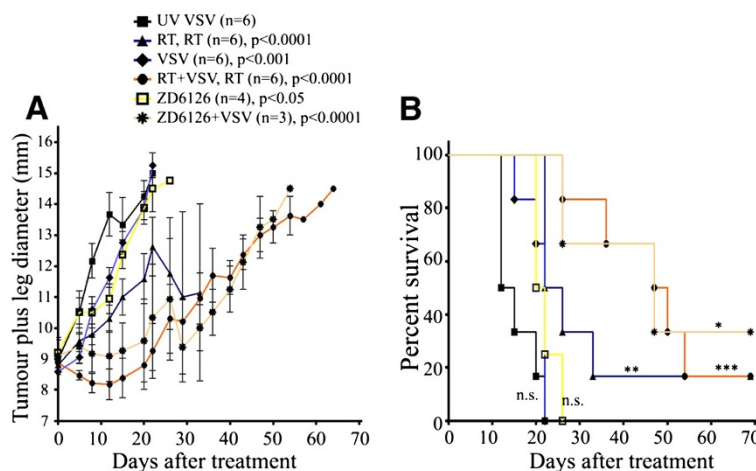 UV VSV (n=6)
RT, RT (n=6), p<0.0001
VSV (n=6), p<0.001
RT+VSV, RT (n=6), p<0.0001
ZD6126 (n=4), p<0.05
ZD6126+VSV (n=3), p<0.0001
A
Tumour plus leg diameter (mm)
16
15
14
13
12
11
10
9
8
7
0 10 20 30 40 50 60 70
Days after treatment
B
Percent survival
100
80
60
40
20
0
*
**
***
n.s.
n.s.
0 10 20 30 40 50 60 70
Days after treatment